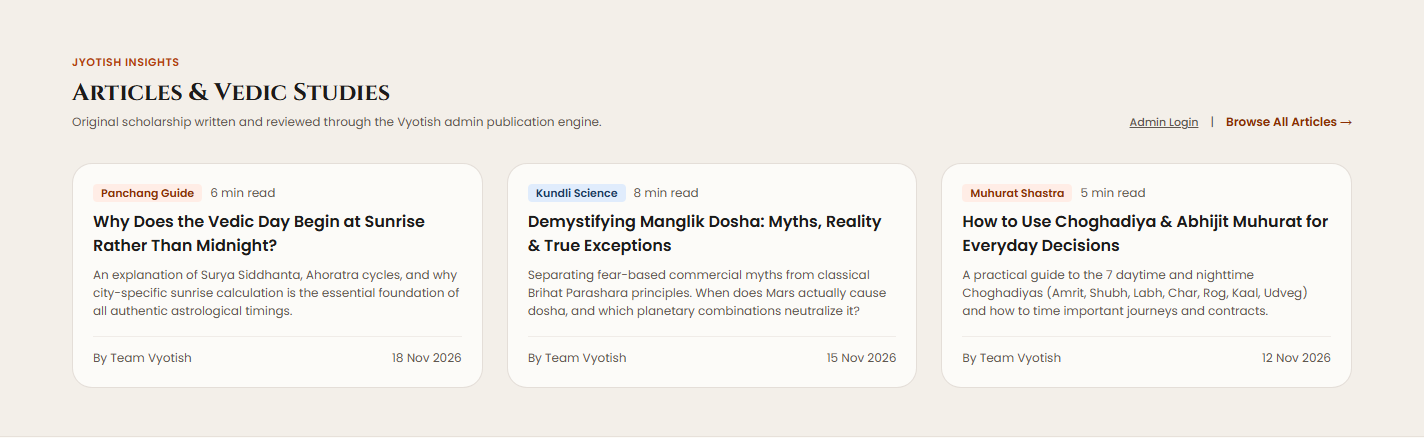 JYOTISH INSIGHTS
Articles & Vedic Studies
Original scholarship written and reviewed through the Vyotish admin publication engine.
Admin Login | Browse All Articles →
Panchang Guide 6 min read
Why Does the Vedic Day Begin at Sunrise
Rather Than Midnight?
An explanation of Surya Siddhanta, Ahoratra cycles, and why
city-specific sunrise calculation is the essential foundation of
all authentic astrological timings.
By Team Vyotish 18 Nov 2026
Kundli Science 8 min read
Demystifying Manglik Dosha: Myths, Reality
& True Exceptions
Separating fear-based commercial myths from classical
Brihat Parashara principles. When does Mars actually cause
dosha, and which planetary combinations neutralize it?
By Team Vyotish 15 Nov 2026
Muhurat Shastra 5 min read
How to Use Choghadiya & Abhijit Muhurat for
Everyday Decisions
A practical guide to the 7 daytime and nighttime
Choghadiyas (Amrit, Shubh, Labh, Char, Rog, Kaal, Udveg)
and how to time important journeys and contracts.
By Team Vyotish 12 Nov 2026